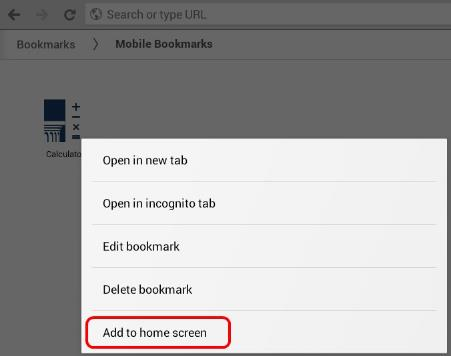 Search or type URL
Bookmarks > Mobile Bookmarks
Calculato
Open in new tab
Open in incognito tab
Edit bookmark
Delete bookmark
Add to home screen